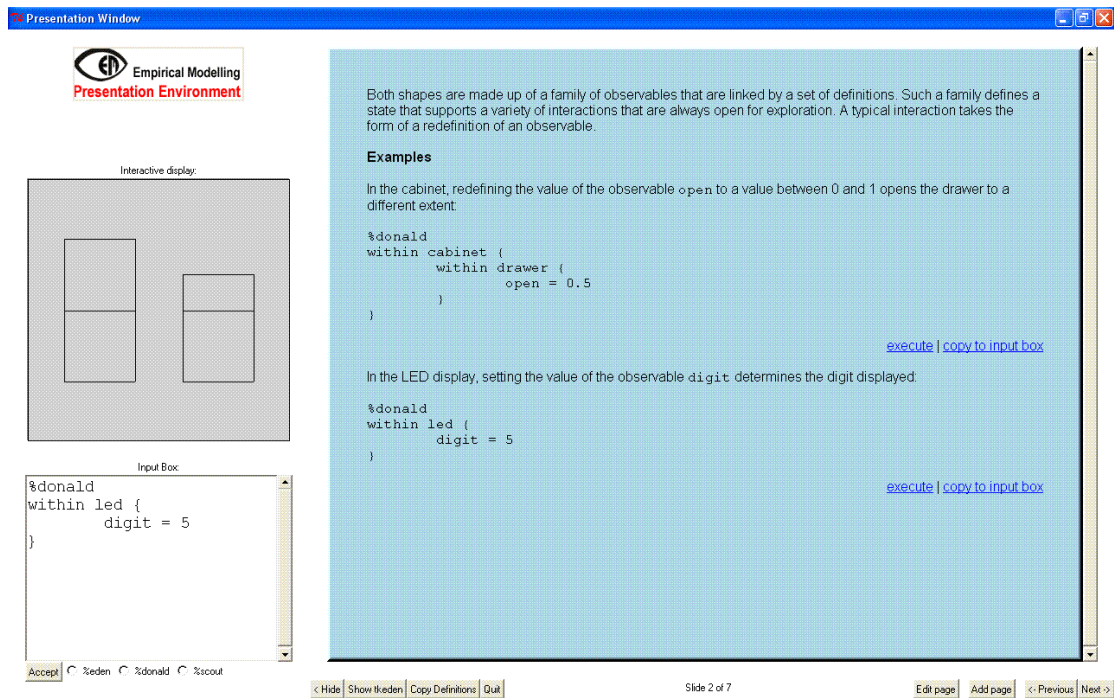 Presentation Window
EM Empirical Modelling
Presentation Environment
Interactive display:
Input Box:
%donald
within led {
digit = 5
}
Accept %eden %donald %scout
Both shapes are made up of a family of observables that are linked by a set of definitions. Such a family defines a
state that supports a variety of interactions that are always open for exploration. A typical interaction takes the
form of a redefinition of an observable.
Examples
In the cabinet, redefining the value of the observable open to a value between 0 and 1 opens the drawer to a
different extent:
%donald
within cabinet {
within drawer {
open = 0.5
}
}
execute | copy to input box
In the LED display, setting the value of the observable digit determines the digit displayed:
%donald
within led {
digit = 5
}
execute | copy to input box
< Hide Show tkeden Copy Definitions Quit Slide 2 of 7 Edit page Add page <- Previous Next ->